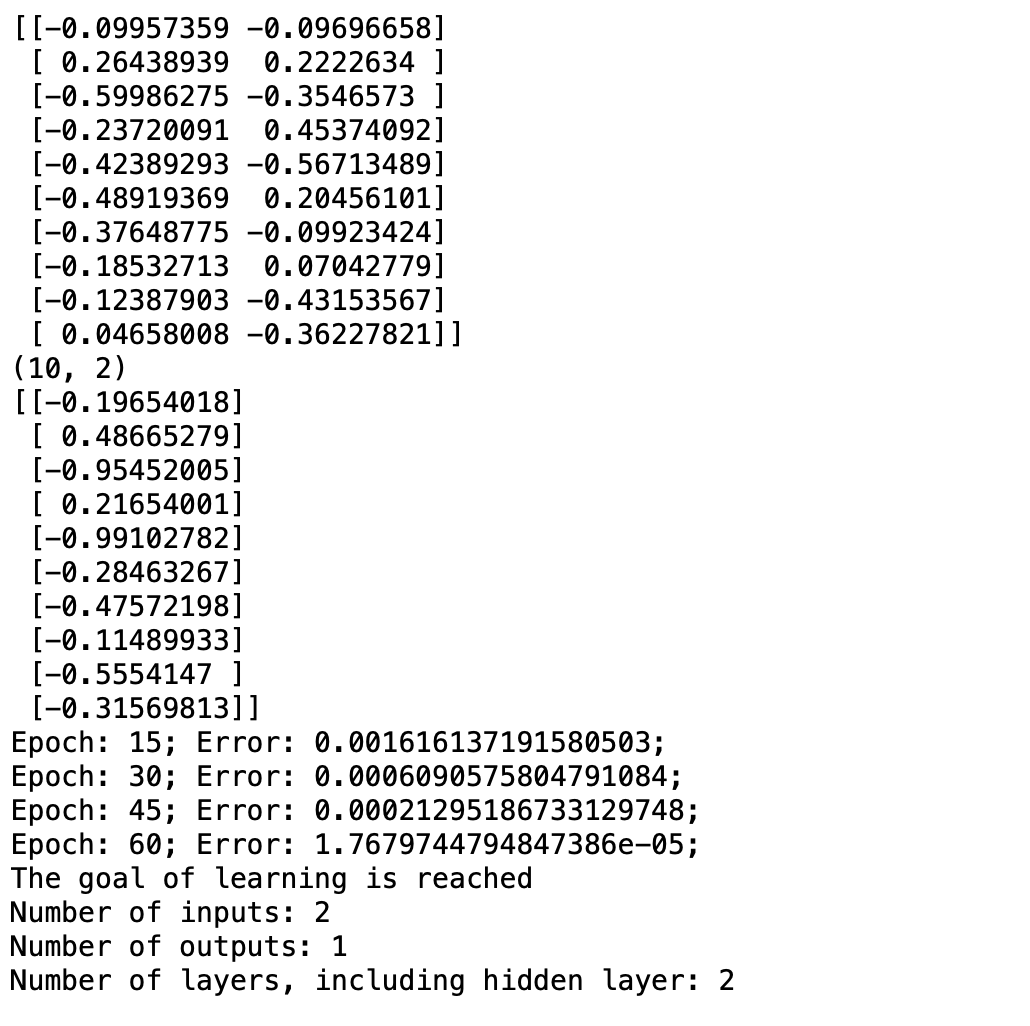 [[-0.09957359 -0.09696658]
 [ 0.26438939  0.2222634 ]
 [-0.59986275 -0.3546573 ]
 [-0.23720091  0.45374092]
 [-0.42389293 -0.56713489]
 [-0.48919369  0.20456101]
 [-0.37648775 -0.09923424]
 [-0.18532713  0.07042779]
 [-0.12387903 -0.43153567]
 [ 0.04658008 -0.36227821]]
(10, 2)
[[-0.19654018]
 [ 0.48665279]
 [-0.95452005]
 [ 0.21654001]
 [-0.99102782]
 [-0.28463267]
 [-0.47572198]
 [-0.11489933]
 [-0.5554147 ]
 [-0.31569813]]
Epoch: 15; Error: 0.001616137191580503;
Epoch: 30; Error: 0.0006090575804791084;
Epoch: 45; Error: 0.00021295186733129748;
Epoch: 60; Error: 1.7679744794847386e-05;
The goal of learning is reached
Number of inputs: 2
Number of outputs: 1
Number of layers, including hidden layer: 2